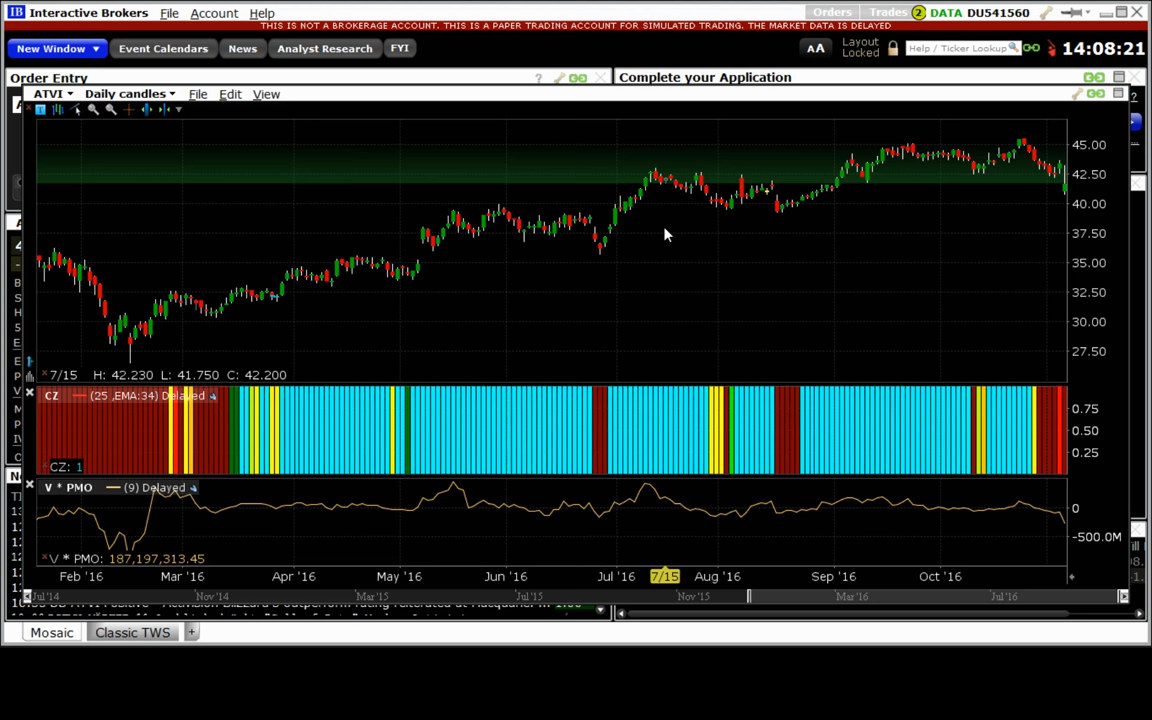 IB Interactive Brokers File Account Help Orders Trades 2 DATA DU541560
THIS IS NOT A BROKERAGE ACCOUNT. THIS IS A PAPER TRADING ACCOUNT FOR SIMULATED TRADING. THE MARKET DATA IS DELAYED
New Window Event Calendars News Analyst Research FYI AA Layout Locked Help / Ticker Lookup 14:08:21
Order Entry ? Complete your Application
ATVI Daily candles File Edit View
45.00
42.50
40.00
37.50
35.00
32.50
30.00
27.50
7/15 H: 42.230 L: 41.750 C: 42.200
CZ (25 ,EMA:34) Delayed
0.75
0.50
0.25
CZ: 1
V * PMO (9) Delayed
0
-500.0M
V * PMO: 187,197,313.45
Feb '16 Mar '16 Apr '16 May '16 Jun '16 Jul '16 7/15 Aug '16 Sep '16 Oct '16
Jul '14 Nov '14 Mar '15 Jul '15 Nov '15 Mar '16 Jul '16
Mosaic Classic TWS +